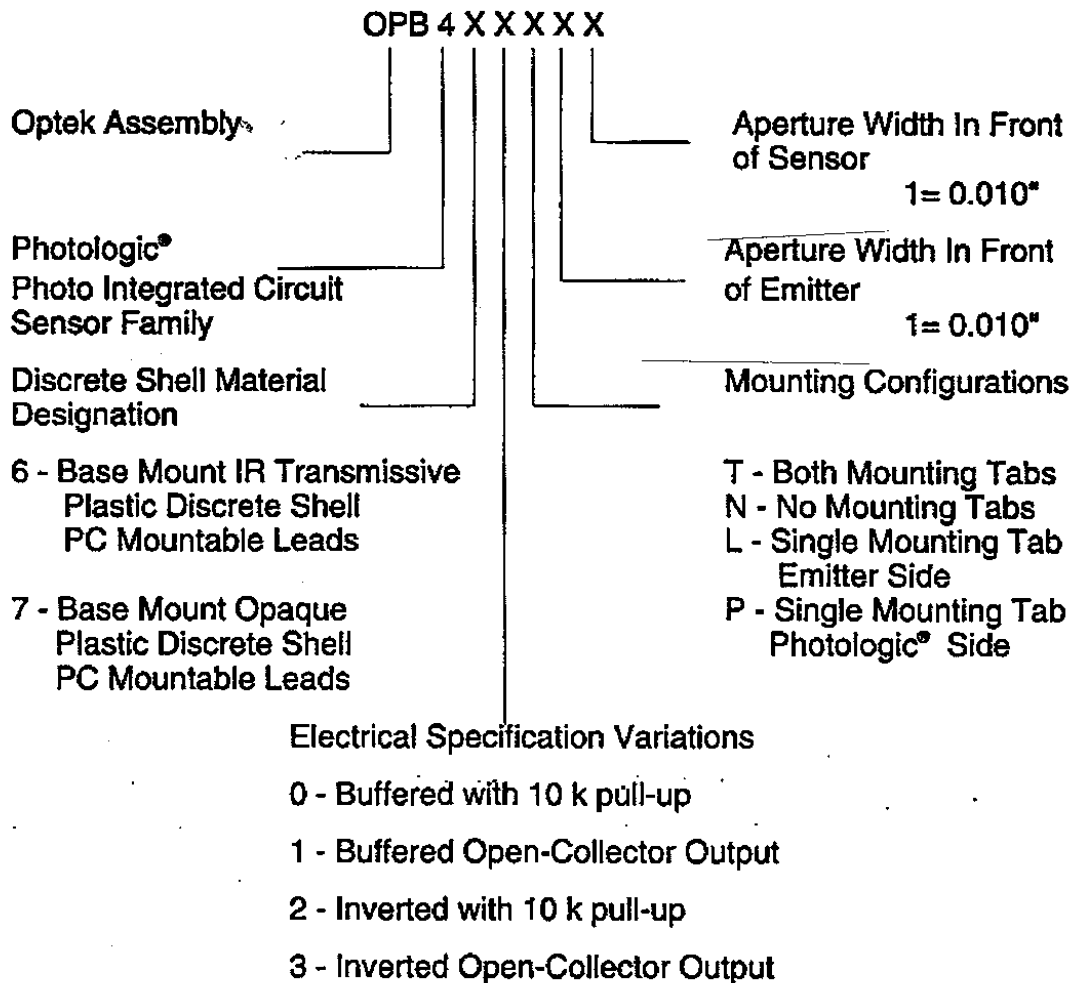 OPB 4 X X X X X
Optek Assembly
Photologic®
Photo Integrated Circuit
Sensor Family
Discrete Shell Material
Designation
6 - Base Mount IR Transmissive
Plastic Discrete Shell
PC Mountable Leads
7 - Base Mount Opaque
Plastic Discrete Shell
PC Mountable Leads
Aperture Width In Front
of Sensor
1= 0.010"
Aperture Width In Front
of Emitter
1= 0.010"
Mounting Configurations
T - Both Mounting Tabs
N - No Mounting Tabs
L - Single Mounting Tab
Emitter Side
P - Single Mounting Tab
Photologic® Side
Electrical Specification Variations
0 - Buffered with 10 k pull-up
1 - Buffered Open-Collector Output
2 - Inverted with 10 k pull-up
3 - Inverted Open-Collector Output